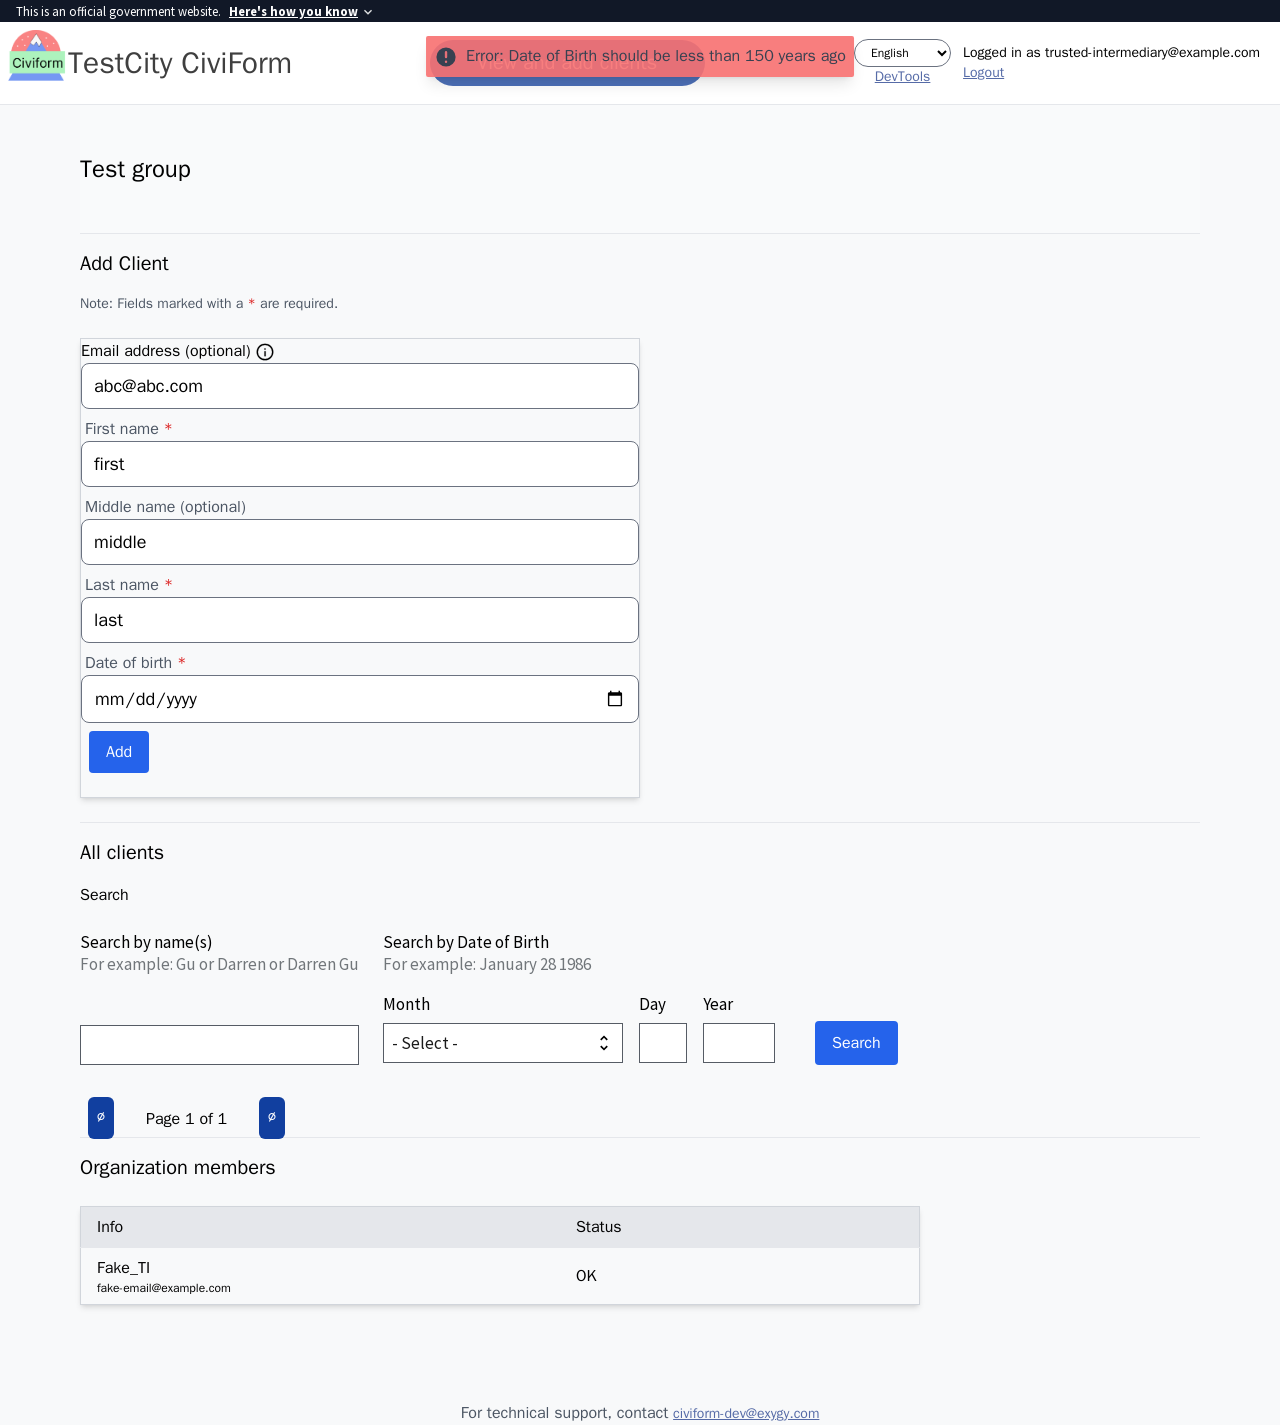 This is an official government website. Here's how you know
Civiform
TestCity CiviForm
View and add clients
Error: Date of Birth should be less than 150 years ago
English
DevTools
Logged in as trusted-intermediary@example.com
Logout
Test group
Add Client
Note: Fields marked with a * are required.
Email address (optional)
abc@abc.com
First name *
first
Middle name (optional)
middle
Last name *
last
Date of birth *
mm/dd/yyyy
Add
All clients
Search
Search by name(s)
For example: Gu or Darren or Darren Gu
Search by Date of Birth
For example: January 28 1986
Month
Day
Year
- Select -
Search
∅
Page 1 of 1
∅
Organization members
Info
Status
Fake_TI
fake-email@example.com
OK
For technical support, contact civiform-dev@exygy.com